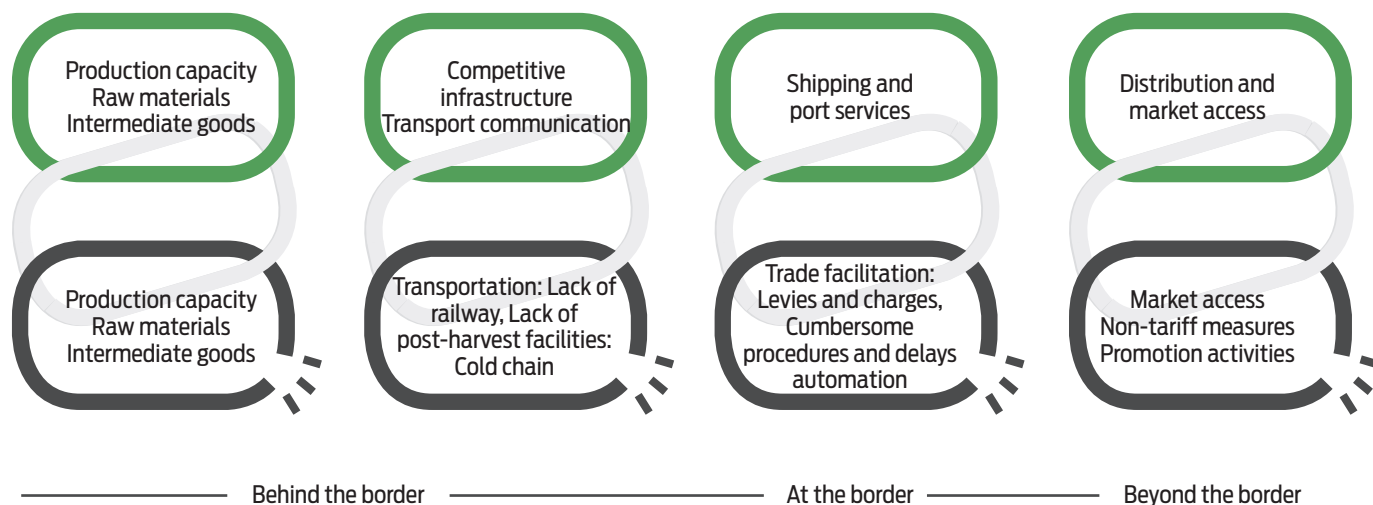 Production capacity
Raw materials
Intermediate goods
Competitive
infrastructure
Transport communication
Shipping and
port services
Distribution and
market access
Production capacity
Raw materials
Intermediate goods
Transportation: Lack of
railway, Lack of
post-harvest facilities:
Cold chain
Trade facilitation:
Levies and charges,
Cumbersome
procedures and delays
automation
Market access
Non-tariff measures
Promotion activities
Behind the border
At the border
Beyond the border